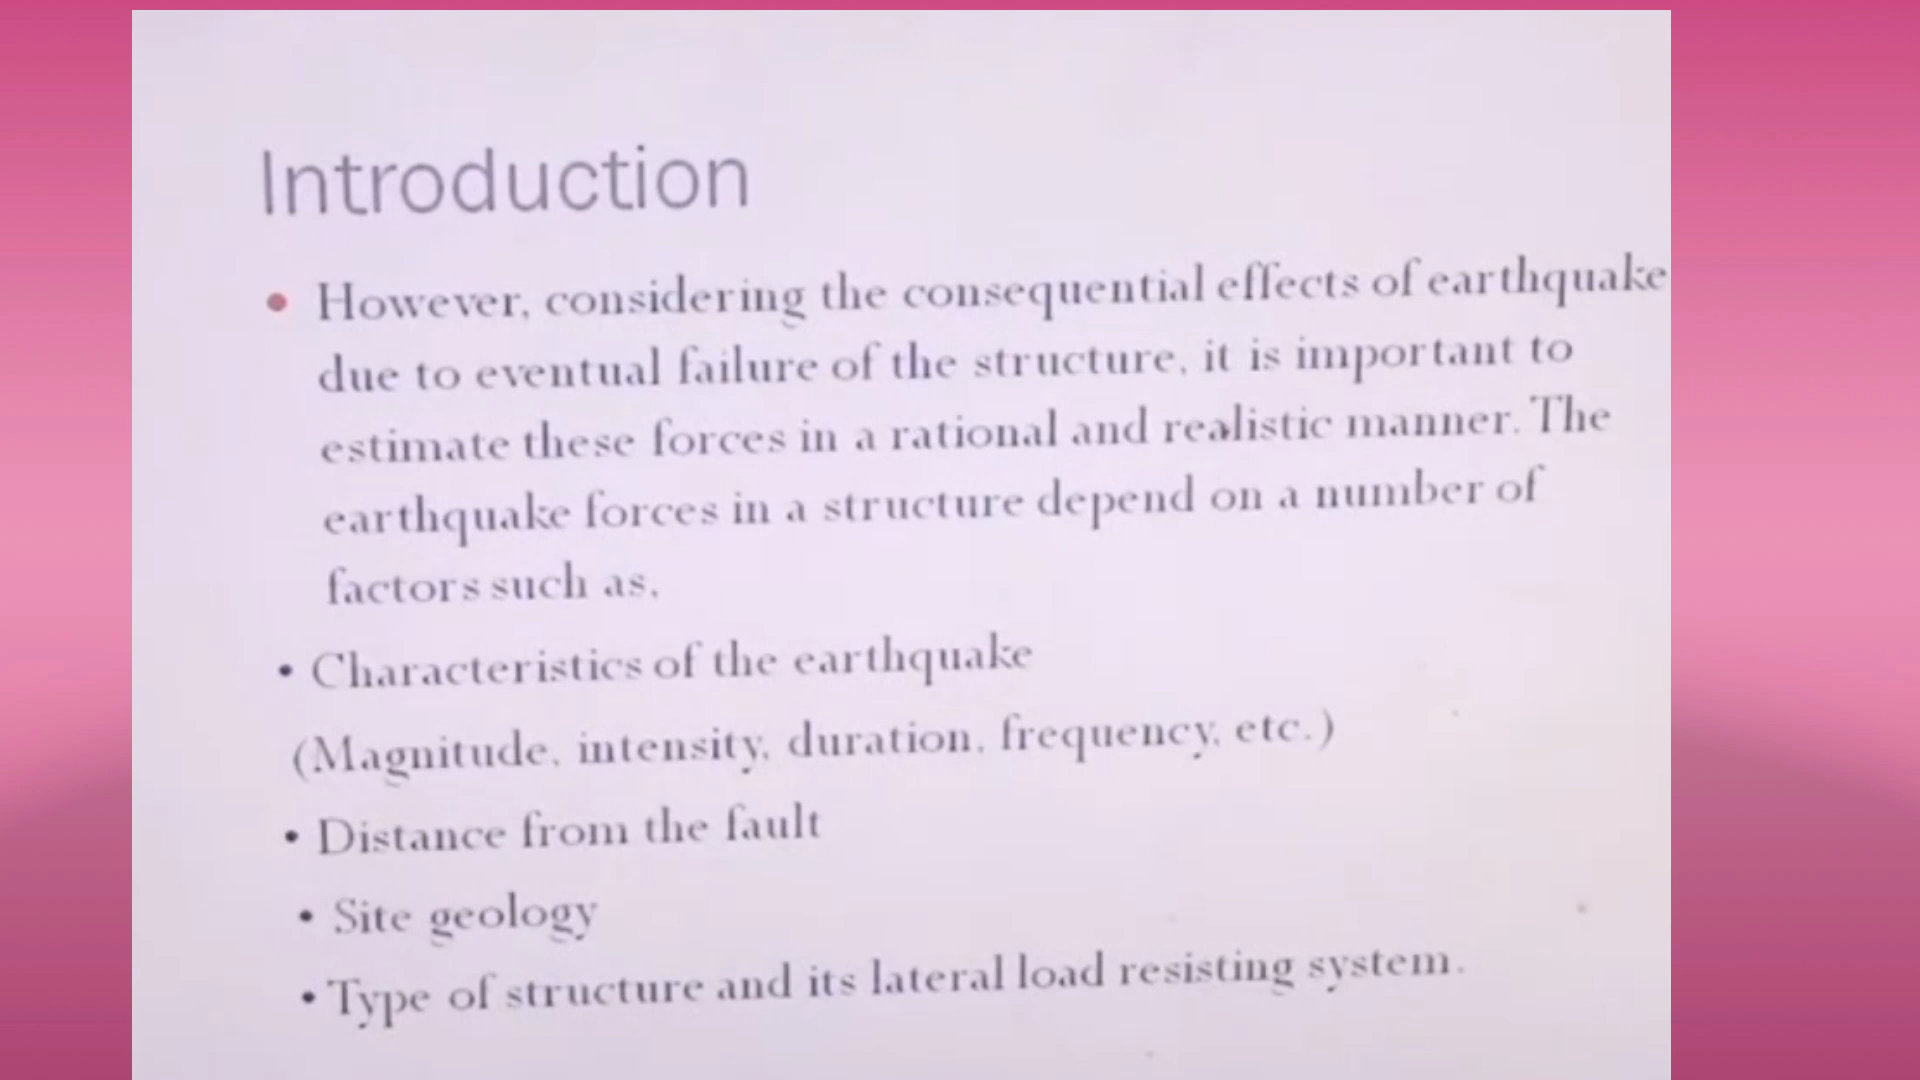 Introduction
• However, considering the consequential effects of earthquake
due to eventual failure of the structure, it is important to
estimate these forces in a rational and realistic manner. The
earthquake forces in a structure depend on a number of
factors such as,
• Characteristics of the earthquake
(Magnitude, intensity, duration, frequency, etc.)
• Distance from the fault
• Site geology
• Type of structure and its lateral load resisting system.